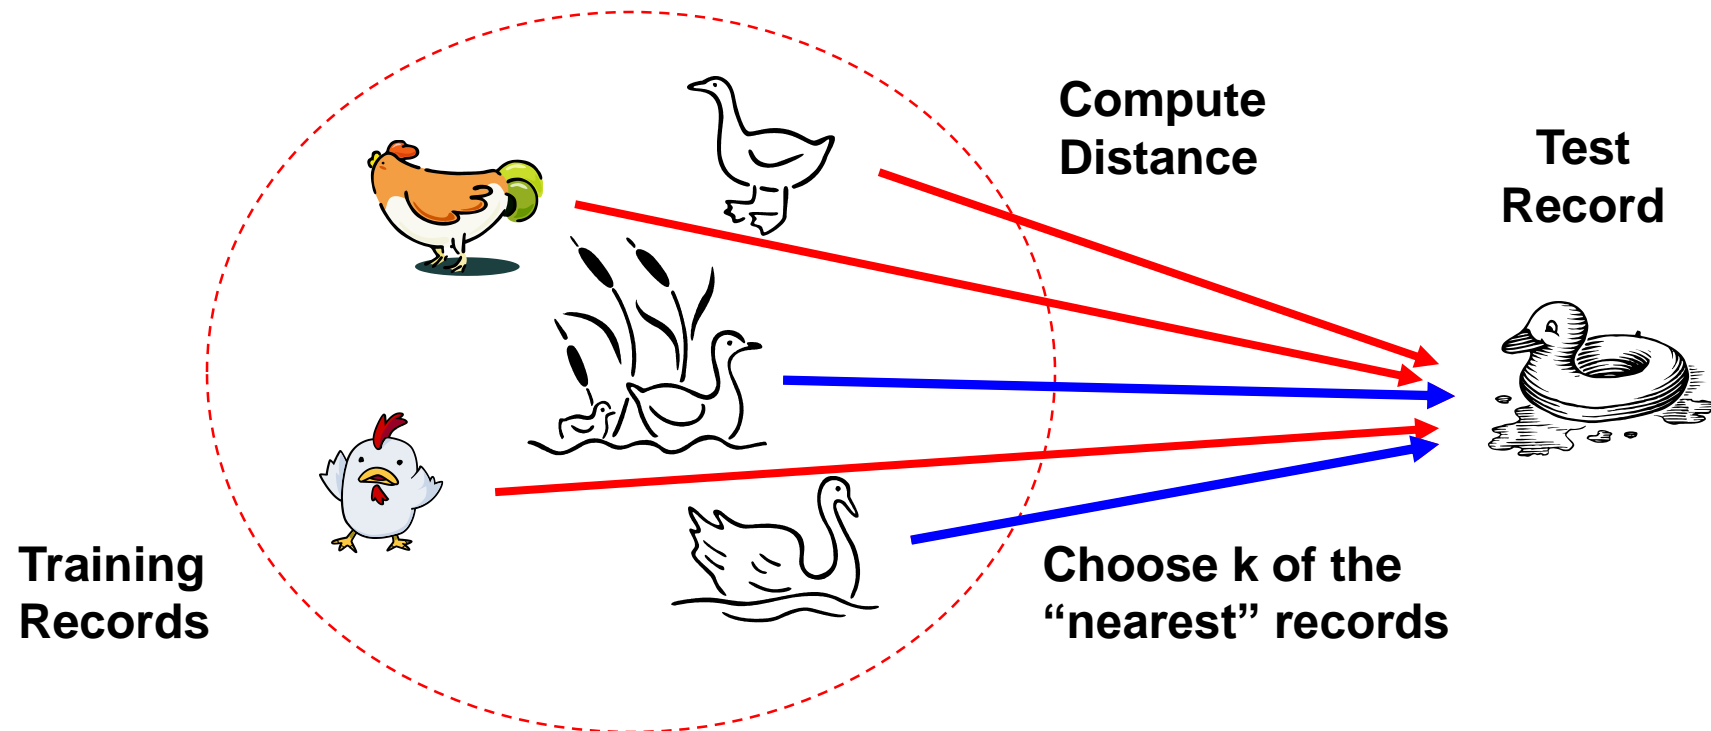 Compute
Distance
Test
Record
Training
Records
Choose k of the
“nearest” records